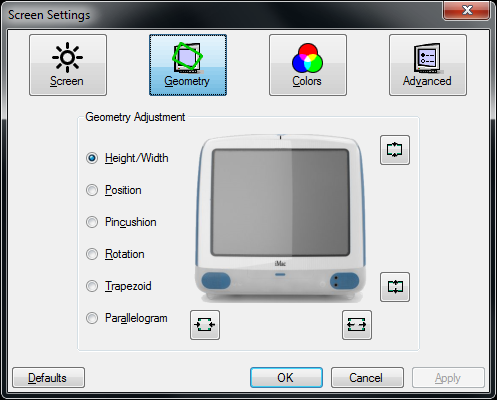 Screen Settings
Screen
Geometry
Colors
Advanced
Geometry Adjustment
Height/Width
Position
Pincushion
Rotation
Trapezoid
Parallelogram
iMac
Defaults
OK
Cancel
Apply